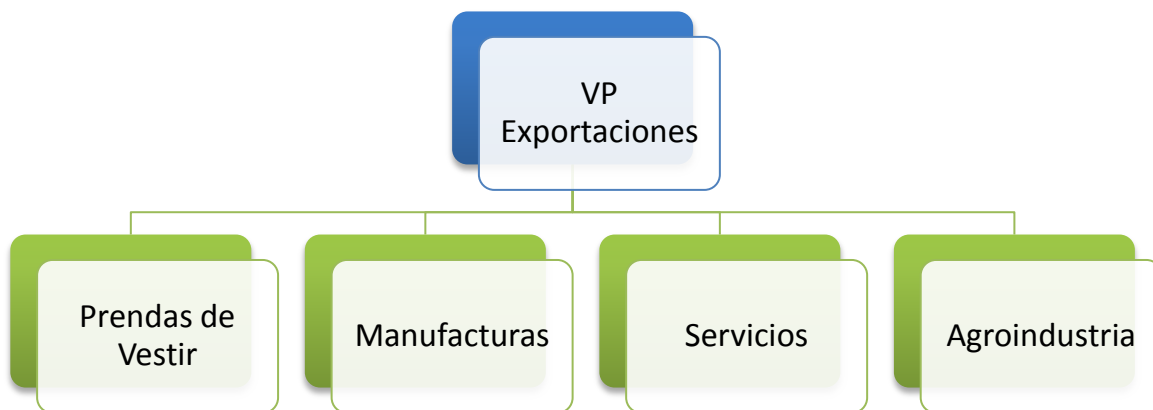 VP
Exportaciones
Prendas de
Vestir
Manufacturas
Servicios
Agroindustria